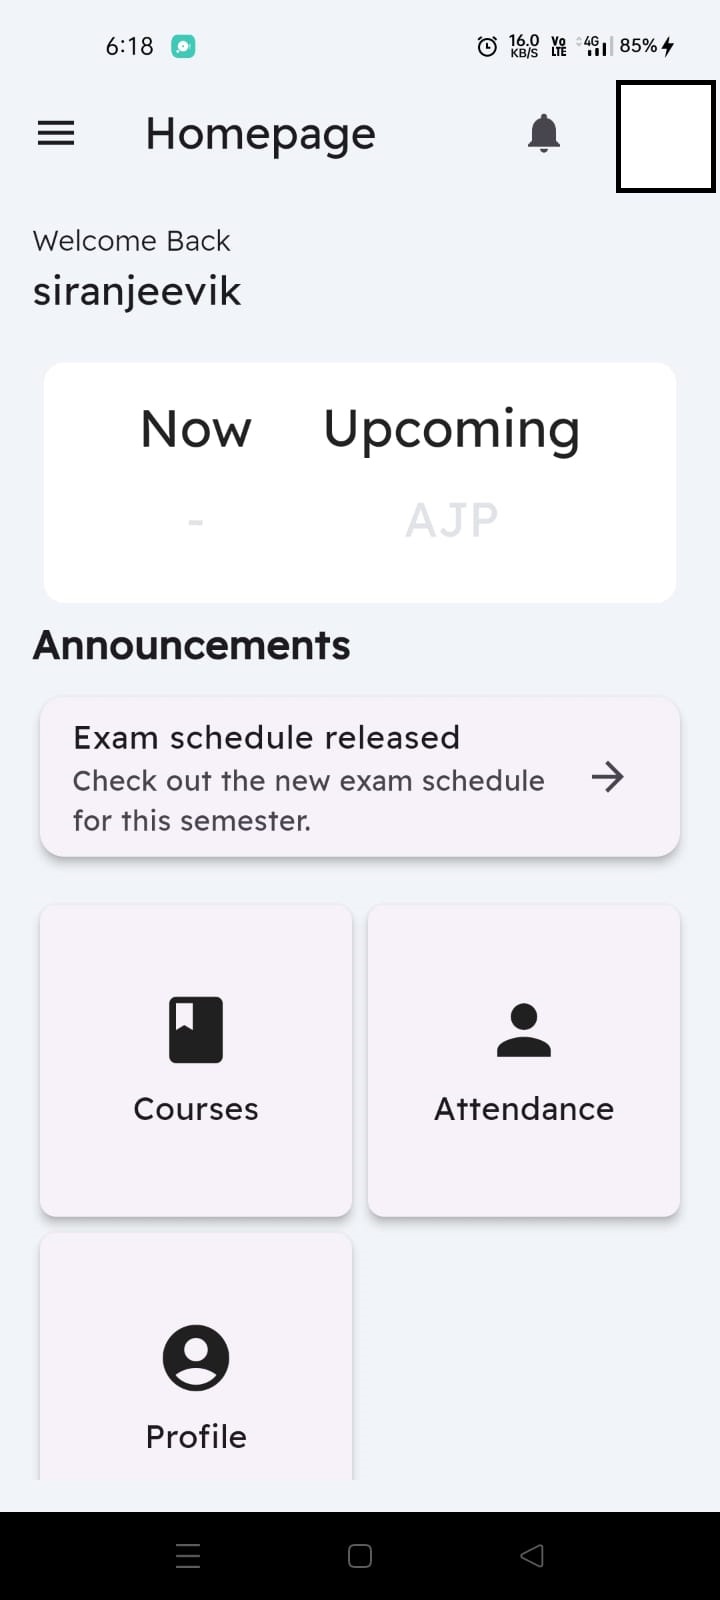 6:18 16.0 KB/S Vo LTE 4G 85%
Homepage
Welcome Back
siranjeevik
Now Upcoming
- AJP
Announcements
Exam schedule released
Check out the new exam schedule
for this semester.
Courses Attendance
Profile